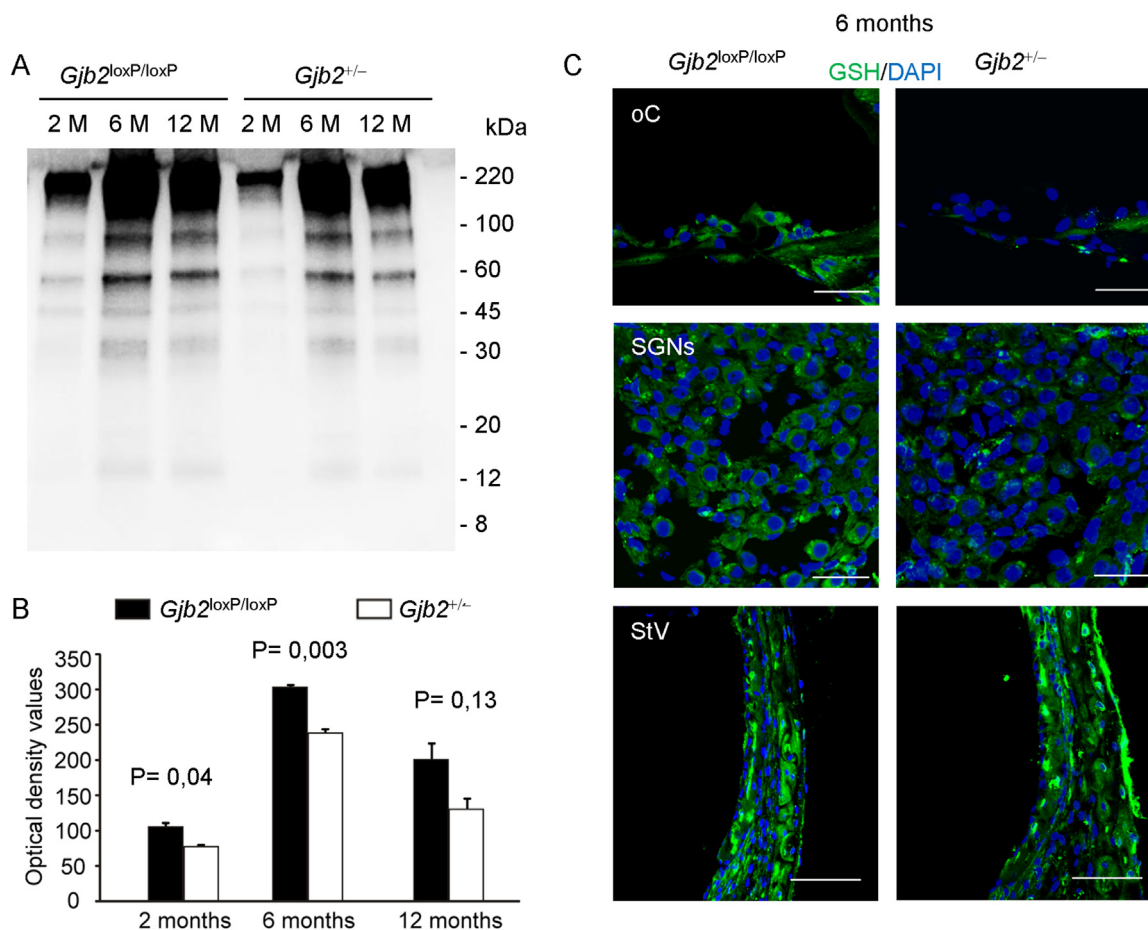 A
Gjb2loxP/loxP Gjb2+/–
2 M 6 M 12 M 2 M 6 M 12 M kDa
- 220
- 100
- 60
- 45
- 30
- 20
- 12
- 8
B
Gjb2loxP/loxP Gjb2+/-
Optical density values
350
300
250
200
150
100
50
0
P= 0,04
P= 0,003
P= 0,13
2 months 6 months 12 months
6 months
C
Gjb2loxP/loxP GSH/DAPI Gjb2+/–
oC
SGNs
StV